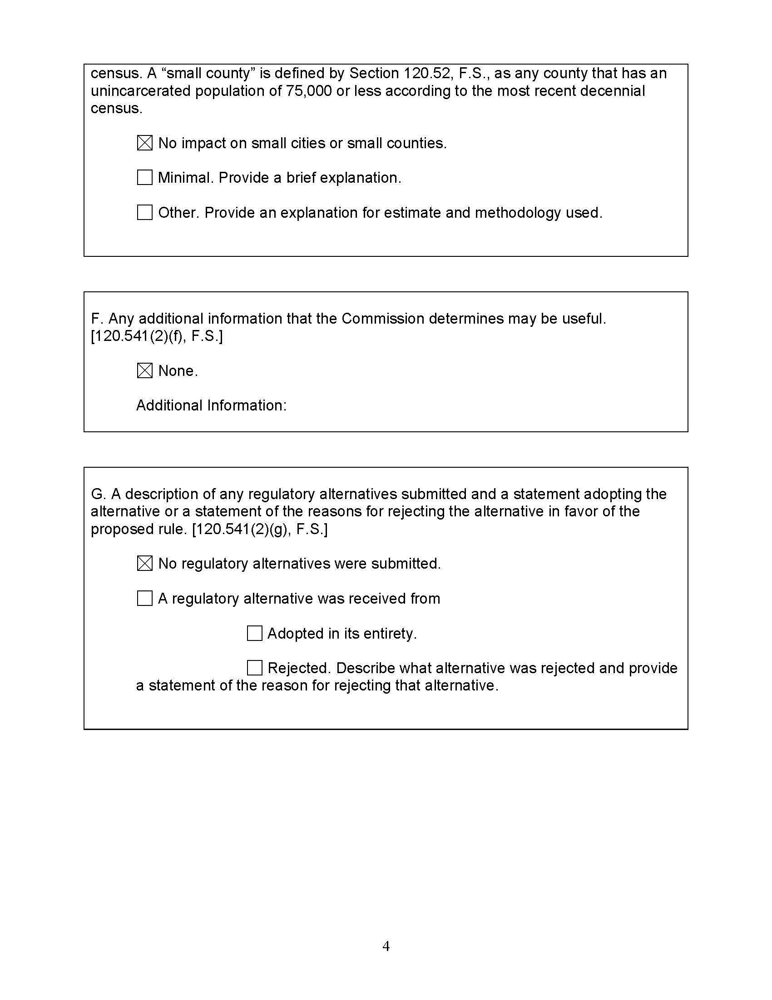 census. A “small county” is defined by Section 120.52, F.S., as any county that has an
unincarcerated population of 75,000 or less according to the most recent decennial
census.
☒ No impact on small cities or small counties.
☐ Minimal. Provide a brief explanation.
☐ Other. Provide an explanation for estimate and methodology used.
F. Any additional information that the Commission determines may be useful.
[120.541(2)(f), F.S.]
☒ None.
Additional Information:
G. A description of any regulatory alternatives submitted and a statement adopting the
alternative or a statement of the reasons for rejecting the alternative in favor of the
proposed rule. [120.541(2)(g), F.S.]
☒ No regulatory alternatives were submitted.
☐ A regulatory alternative was received from
☐ Adopted in its entirety.
☐ Rejected. Describe what alternative was rejected and provide
a statement of the reason for rejecting that alternative.
4